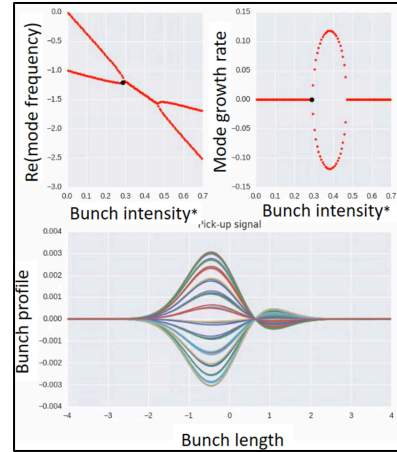 Re(mode frequency)
0.0
-0.5
-1.0
-1.5
-2.0
-2.5
-3.0
0.0 0.1 0.2 0.3 0.4 0.5 0.6 0.7
Bunch intensity*
Mode growth rate
0.15
0.10
0.05
0.00
-0.05
-0.10
-0.15
0.0 0.1 0.2 0.3 0.4 0.5 0.6 0.7
Bunch intensity*
ick-up signal
Bunch profile
0.004
0.003
0.002
0.001
0.000
-0.001
-0.002
-0.003
-0.004
-4 -3 -2 -1 0 1 2 3 4
Bunch length